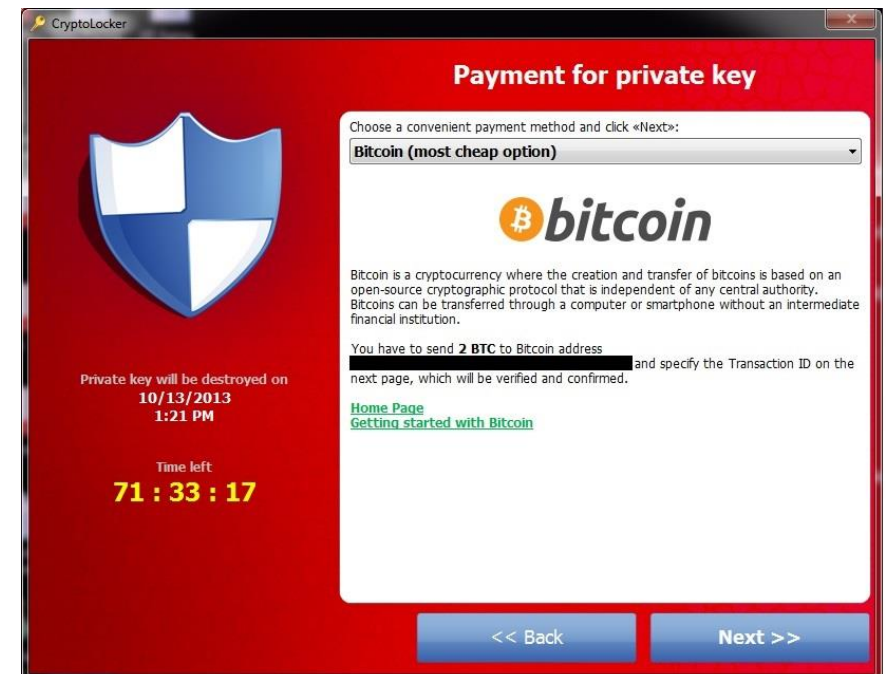 CryptoLocker
Payment for private key
Choose a convenient payment method and click «Next»:
Bitcoin (most cheap option)
bitcoin
Bitcoin is a cryptocurrency where the creation and transfer of bitcoins is based on an
open-source cryptographic protocol that is independent of any central authority.
Bitcoins can be transferred through a computer or smartphone without an intermediate
financial institution.
You have to send 2 BTC to Bitcoin address
and specify the Transaction ID on the
next page, which will be verified and confirmed.
Home Page
Getting started with Bitcoin
Private key will be destroyed on
10/13/2013
1:21 PM
Time left
71 : 33 : 17
<< Back
Next >>